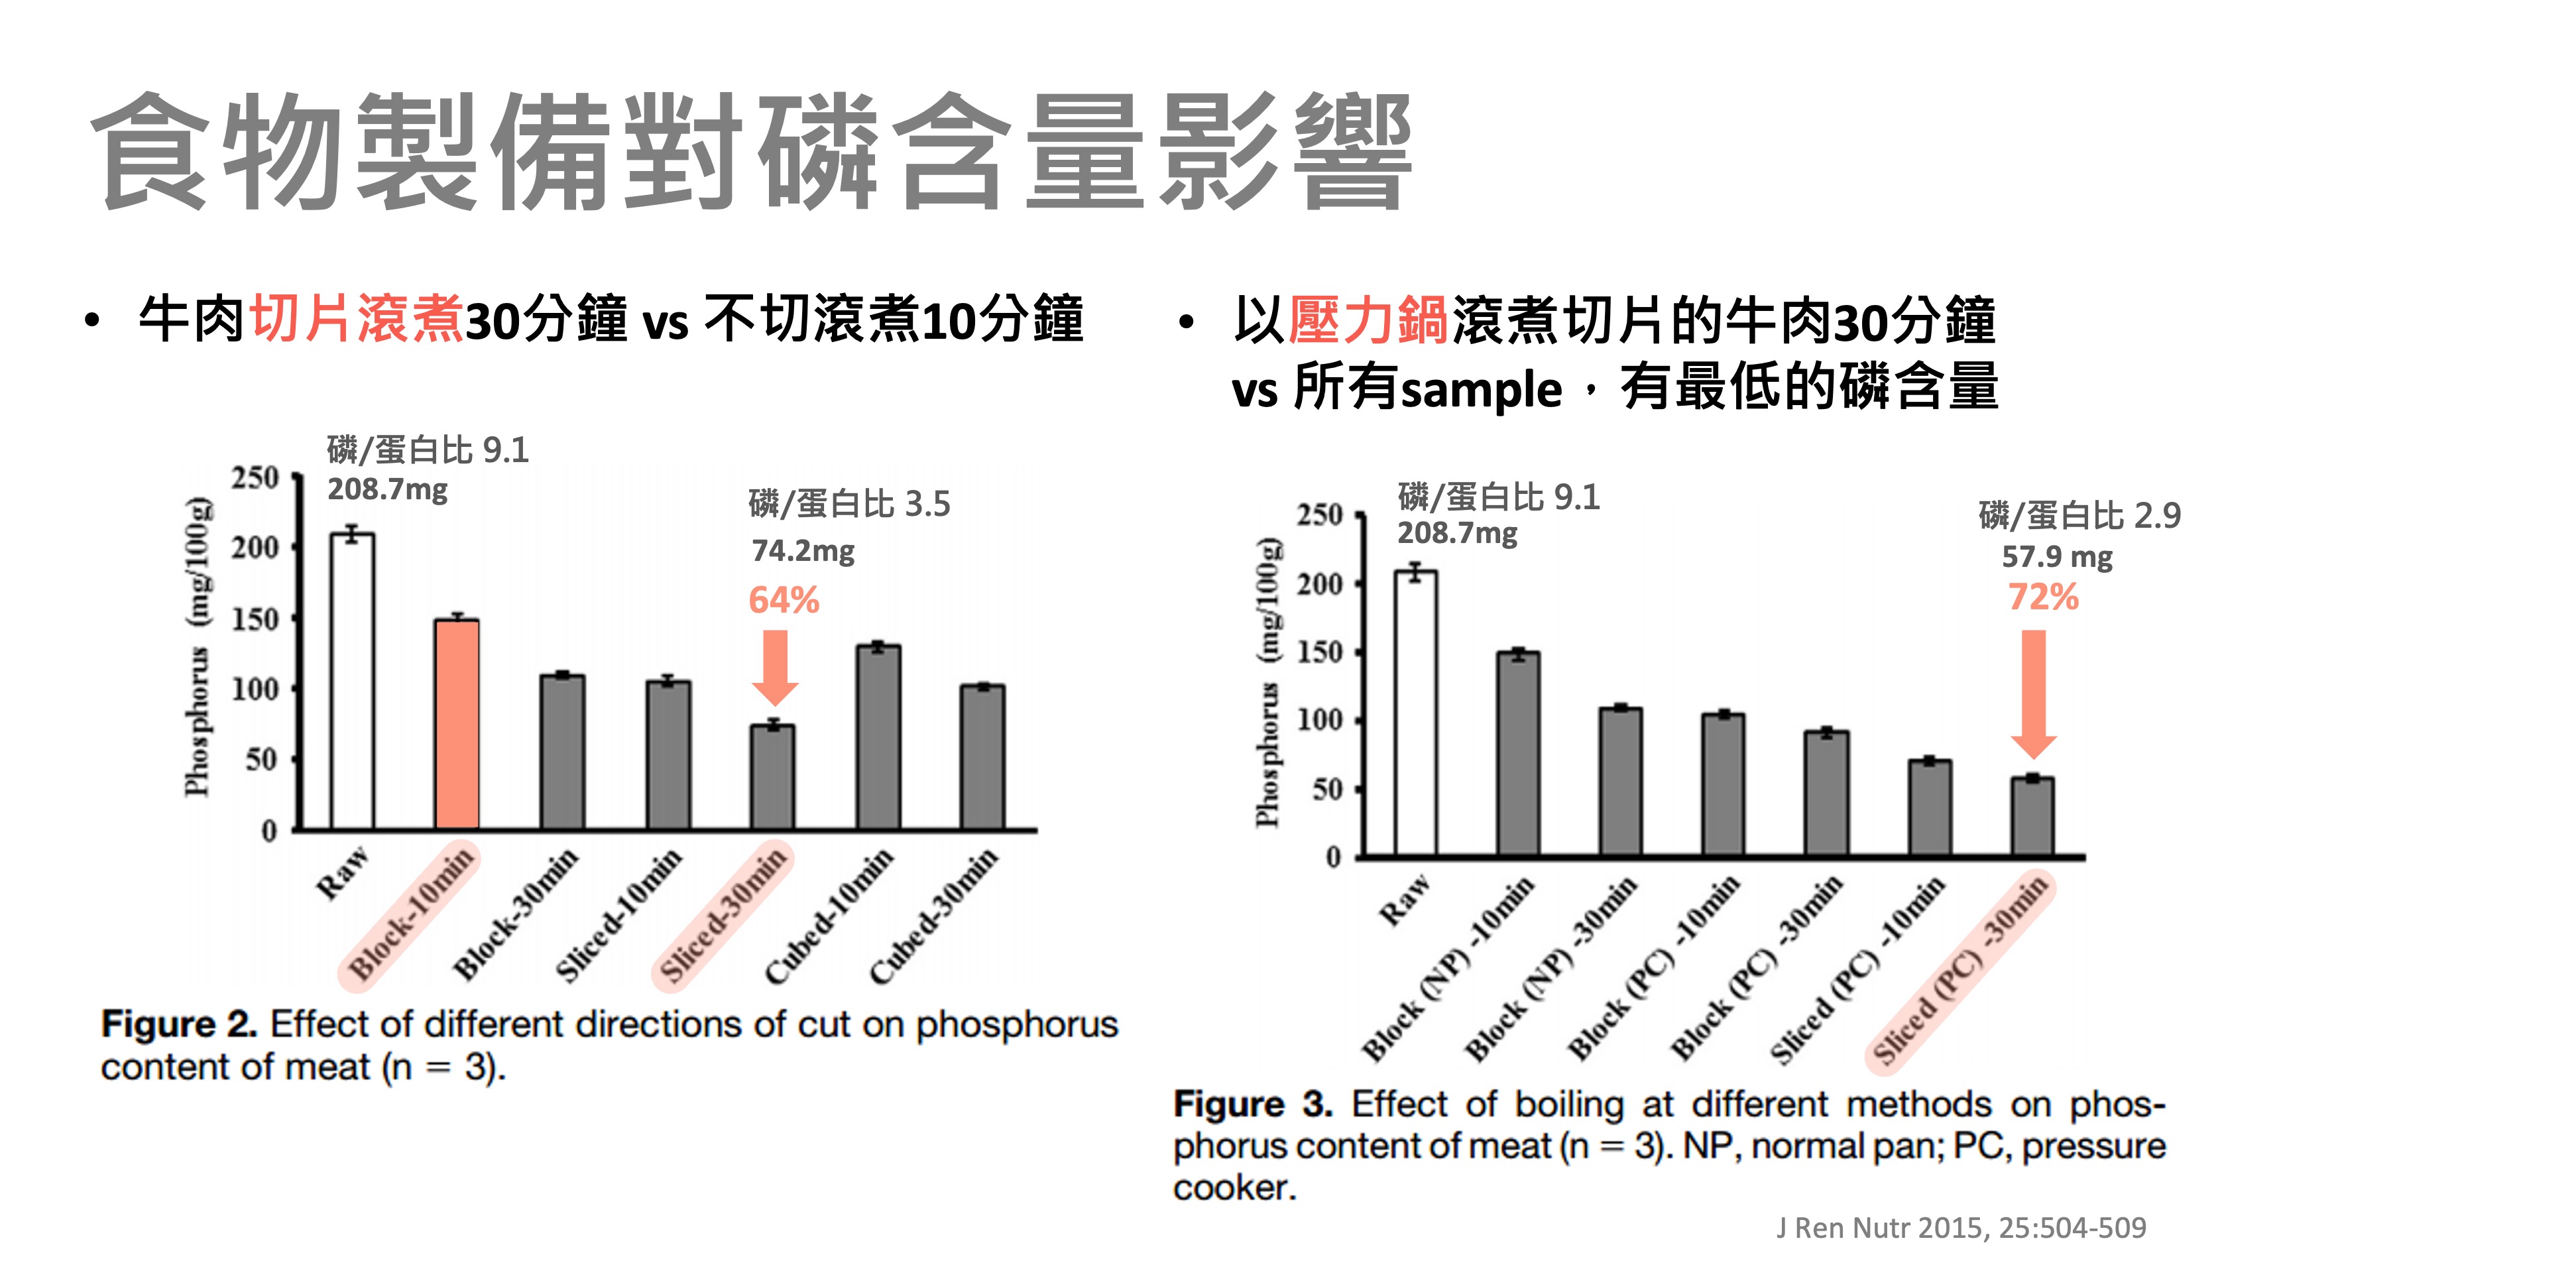 食物製備對磷含量影響
• 牛肉切片滾煮30分鐘 vs 不切滾煮10分鐘
磷/蛋白比 9.1
208.7mg
磷/蛋白比 3.5
74.2mg
64%
Phosphorus (mg/100g)
250
200
150
100
50
0
Raw
Block-10min
Block-30min
Sliced-10min
Sliced-30min
Cubed-10min
Cubed-30min
Figure 2. Effect of different directions of cut on phosphorus
content of meat (n = 3).
• 以壓力鍋滾煮切片的牛肉30分鐘
vs 所有sample，有最低的磷含量
磷/蛋白比 9.1
208.7mg
磷/蛋白比 2.9
57.9 mg
72%
Phosphorus (mg/100g)
250
200
150
100
50
0
Raw
Block (NP) -10min
Block (NP) -30min
Block (PC) -10min
Block (PC) -30min
Sliced (PC) -10min
Sliced (PC) -30min
Figure 3. Effect of boiling at different methods on phos-
phorus content of meat (n = 3). NP, normal pan; PC, pressure
cooker.
J Ren Nutr 2015, 25:504-509